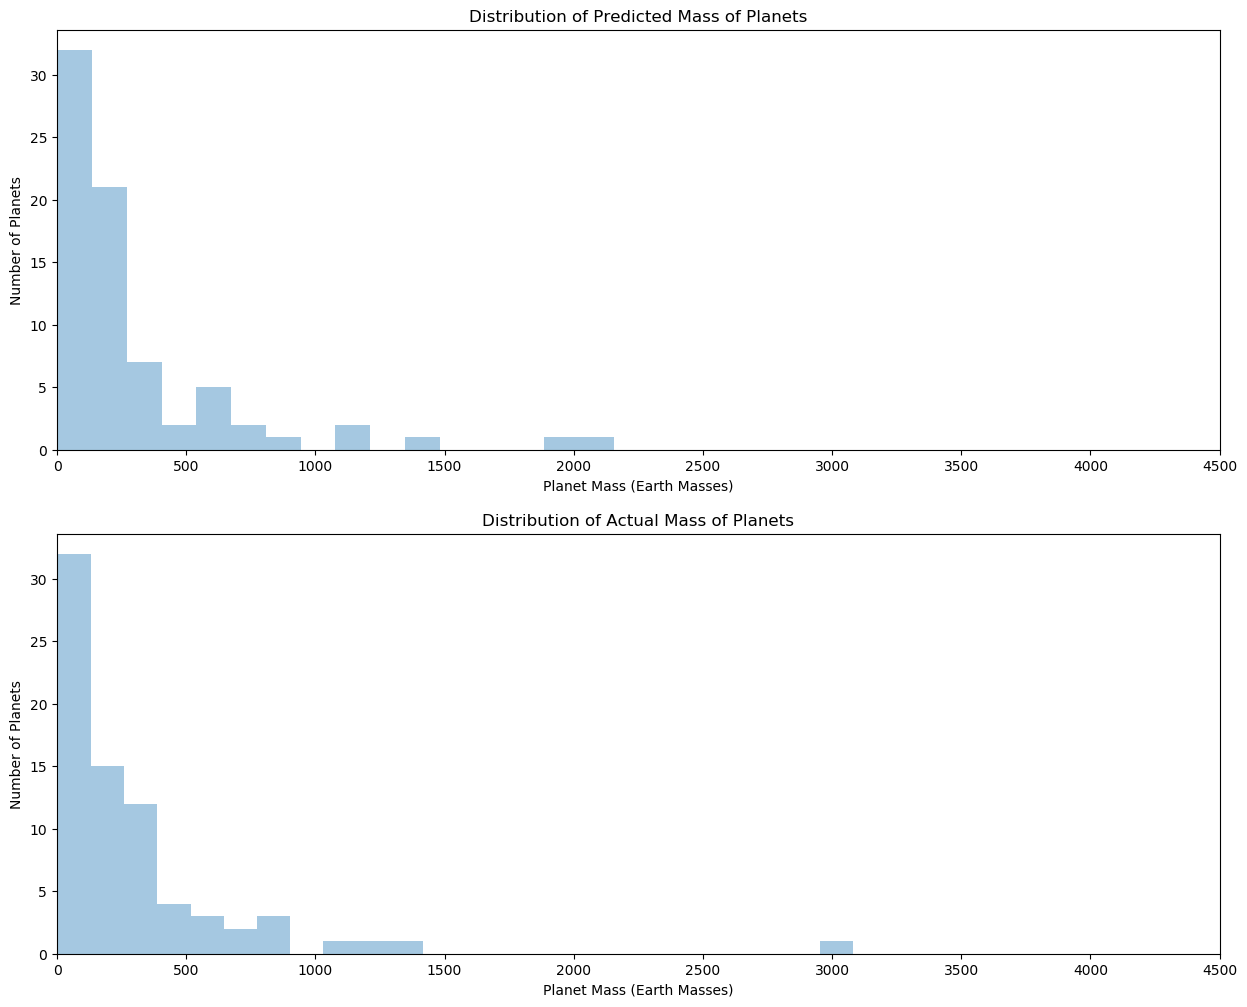 Distribution of Predicted Mass of Planets
Number of Planets
30
25
20
15
10
5
0
0 500 1000 1500 2000 2500 3000 3500 4000 4500
Planet Mass (Earth Masses)
Distribution of Actual Mass of Planets
Number of Planets
30
25
20
15
10
5
0
0 500 1000 1500 2000 2500 3000 3500 4000 4500
Planet Mass (Earth Masses)